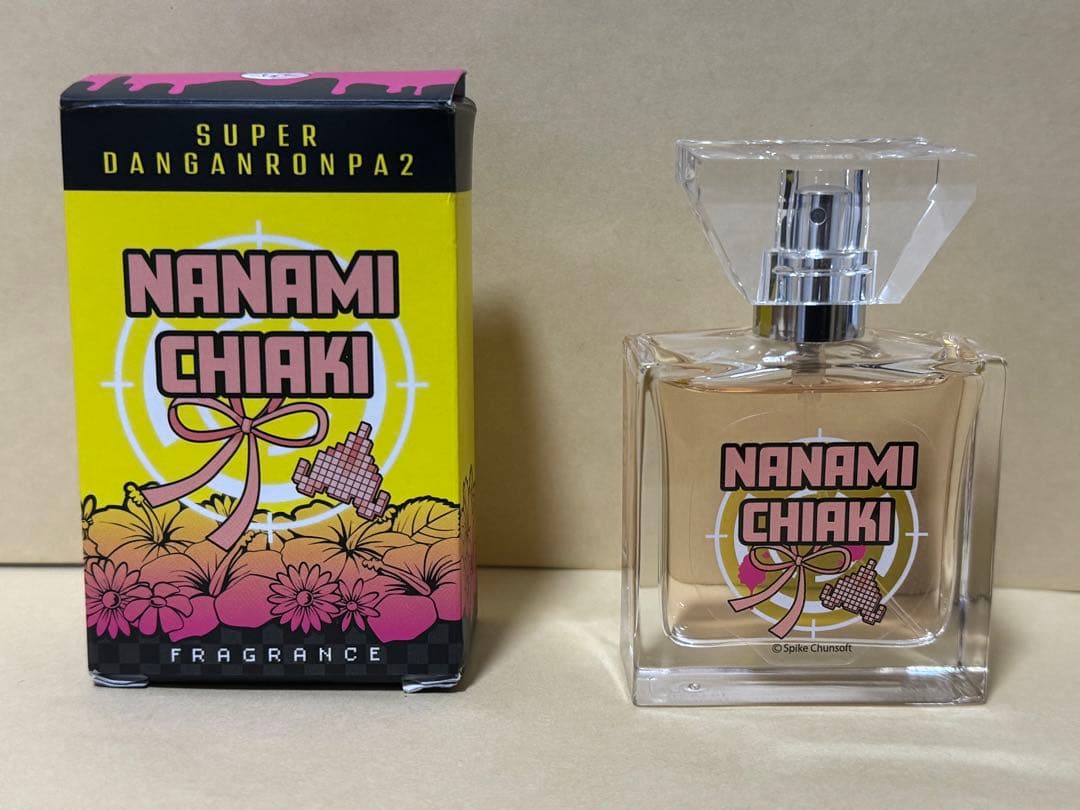 SUPER
DANGANRONPA2
NANAMI
CHIAKI
FRAGRANCE
NANAMI
CHIAKI
© Spike Chunsoft